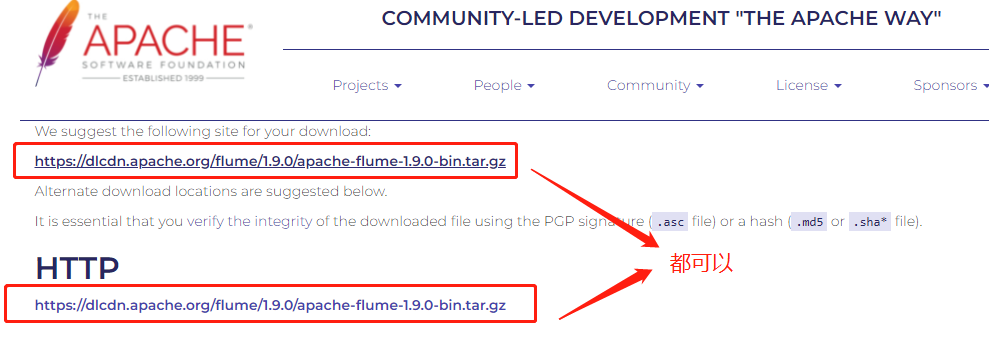 COMMUNITY-LED DEVELOPMENT "THE APACHE WAY"
THE
APACHE®
SOFTWARE FOUNDATION
ESTABLISHED 1999
Projects People Community License Sponsors
We suggest the following site for your download:
https://dlcdn.apache.org/flume/1.9.0/apache-flume-1.9.0-bin.tar.gz
Alternate download locations are suggested below.
It is essential that you verify the integrity of the downloaded file using the PGP signature ( .asc file) or a hash ( .md5 or .sha* file).
都可以
HTTP
https://dlcdn.apache.org/flume/1.9.0/apache-flume-1.9.0-bin.tar.gz